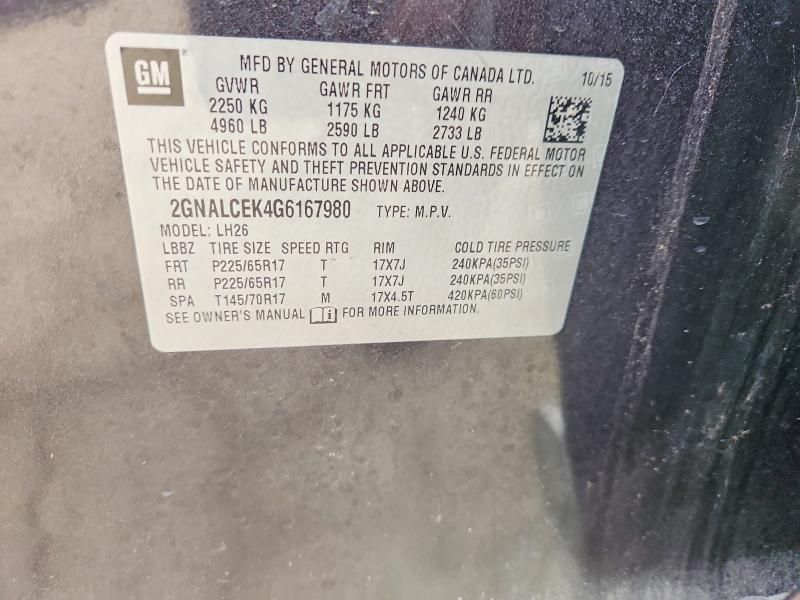 GM
MFD BY GENERAL MOTORS OF CANADA LTD. 10/15
GVWR GAWR FRT GAWR RR
2250 KG 1175 KG 1240 KG
4960 LB 2590 LB 2733 LB
THIS VEHICLE CONFORMS TO ALL APPLICABLE U.S. FEDERAL MOTOR
VEHICLE SAFETY AND THEFT PREVENTION STANDARDS IN EFFECT ON
THE DATE OF MANUFACTURE SHOWN ABOVE.
2GNALCEK4G6167980 TYPE: M.P.V.
MODEL: LH26
LBBZ TIRE SIZE SPEED RTG RIM COLD TIRE PRESSURE
FRT P225/65R17 T 17X7J 240KPA(35PSI)
RR P225/65R17 T 17X7J 240KPA(35PSI)
SPA T145/70R17 M 17X4.5T 420KPA(60PSI)
SEE OWNER'S MANUAL FOR MORE INFORMATION.